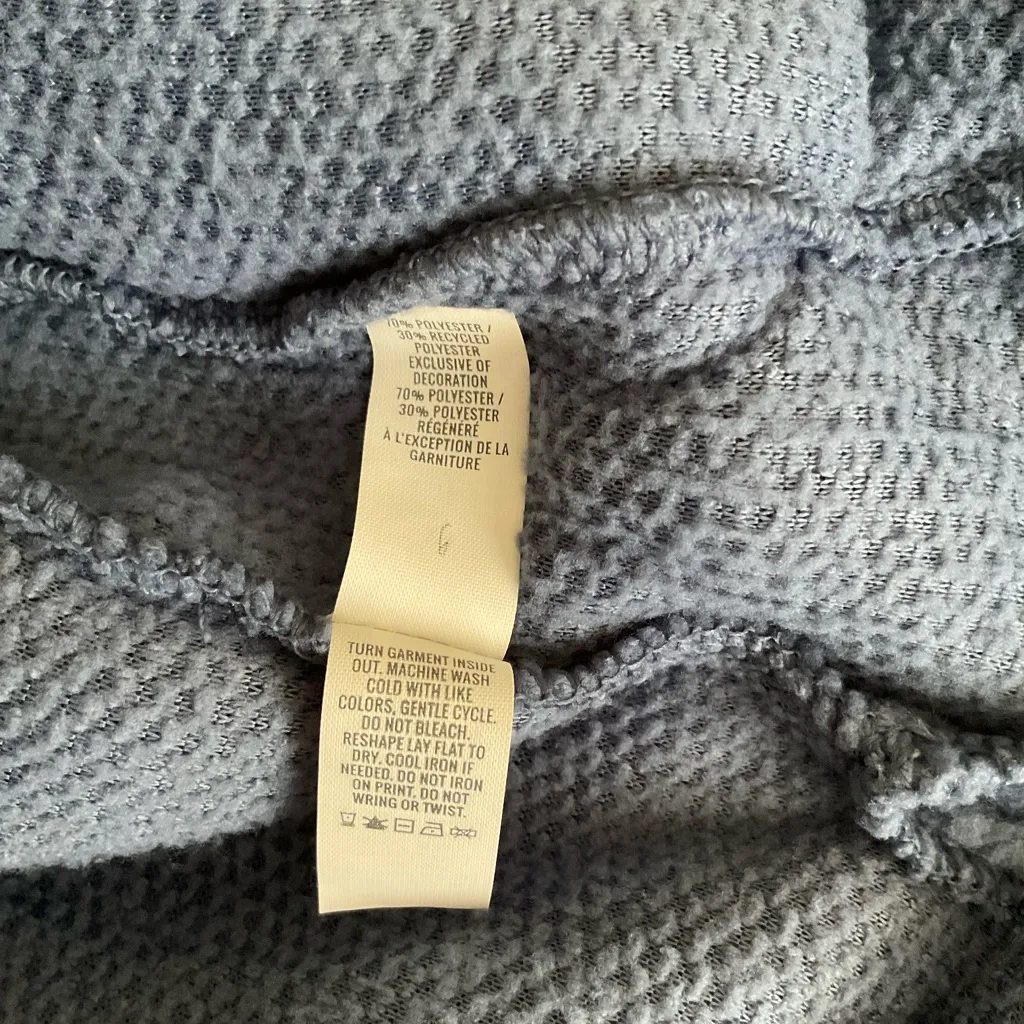 70% POLYESTER /
30% RECYCLED
POLYESTER
EXCLUSIVE OF
DECORATION
70% POLYESTER /
30% POLYESTER
RÉGÉNÉRÉ
À L'EXCEPTION DE LA
GARNITURE
TURN GARMENT INSIDE
OUT. MACHINE WASH
COLD WITH LIKE
COLORS, GENTLE CYCLE.
DO NOT BLEACH.
RESHAPE LAY FLAT TO
DRY. COOL IRON IF
NEEDED. DO NOT IRON
ON PRINT. DO NOT
WRING OR TWIST.